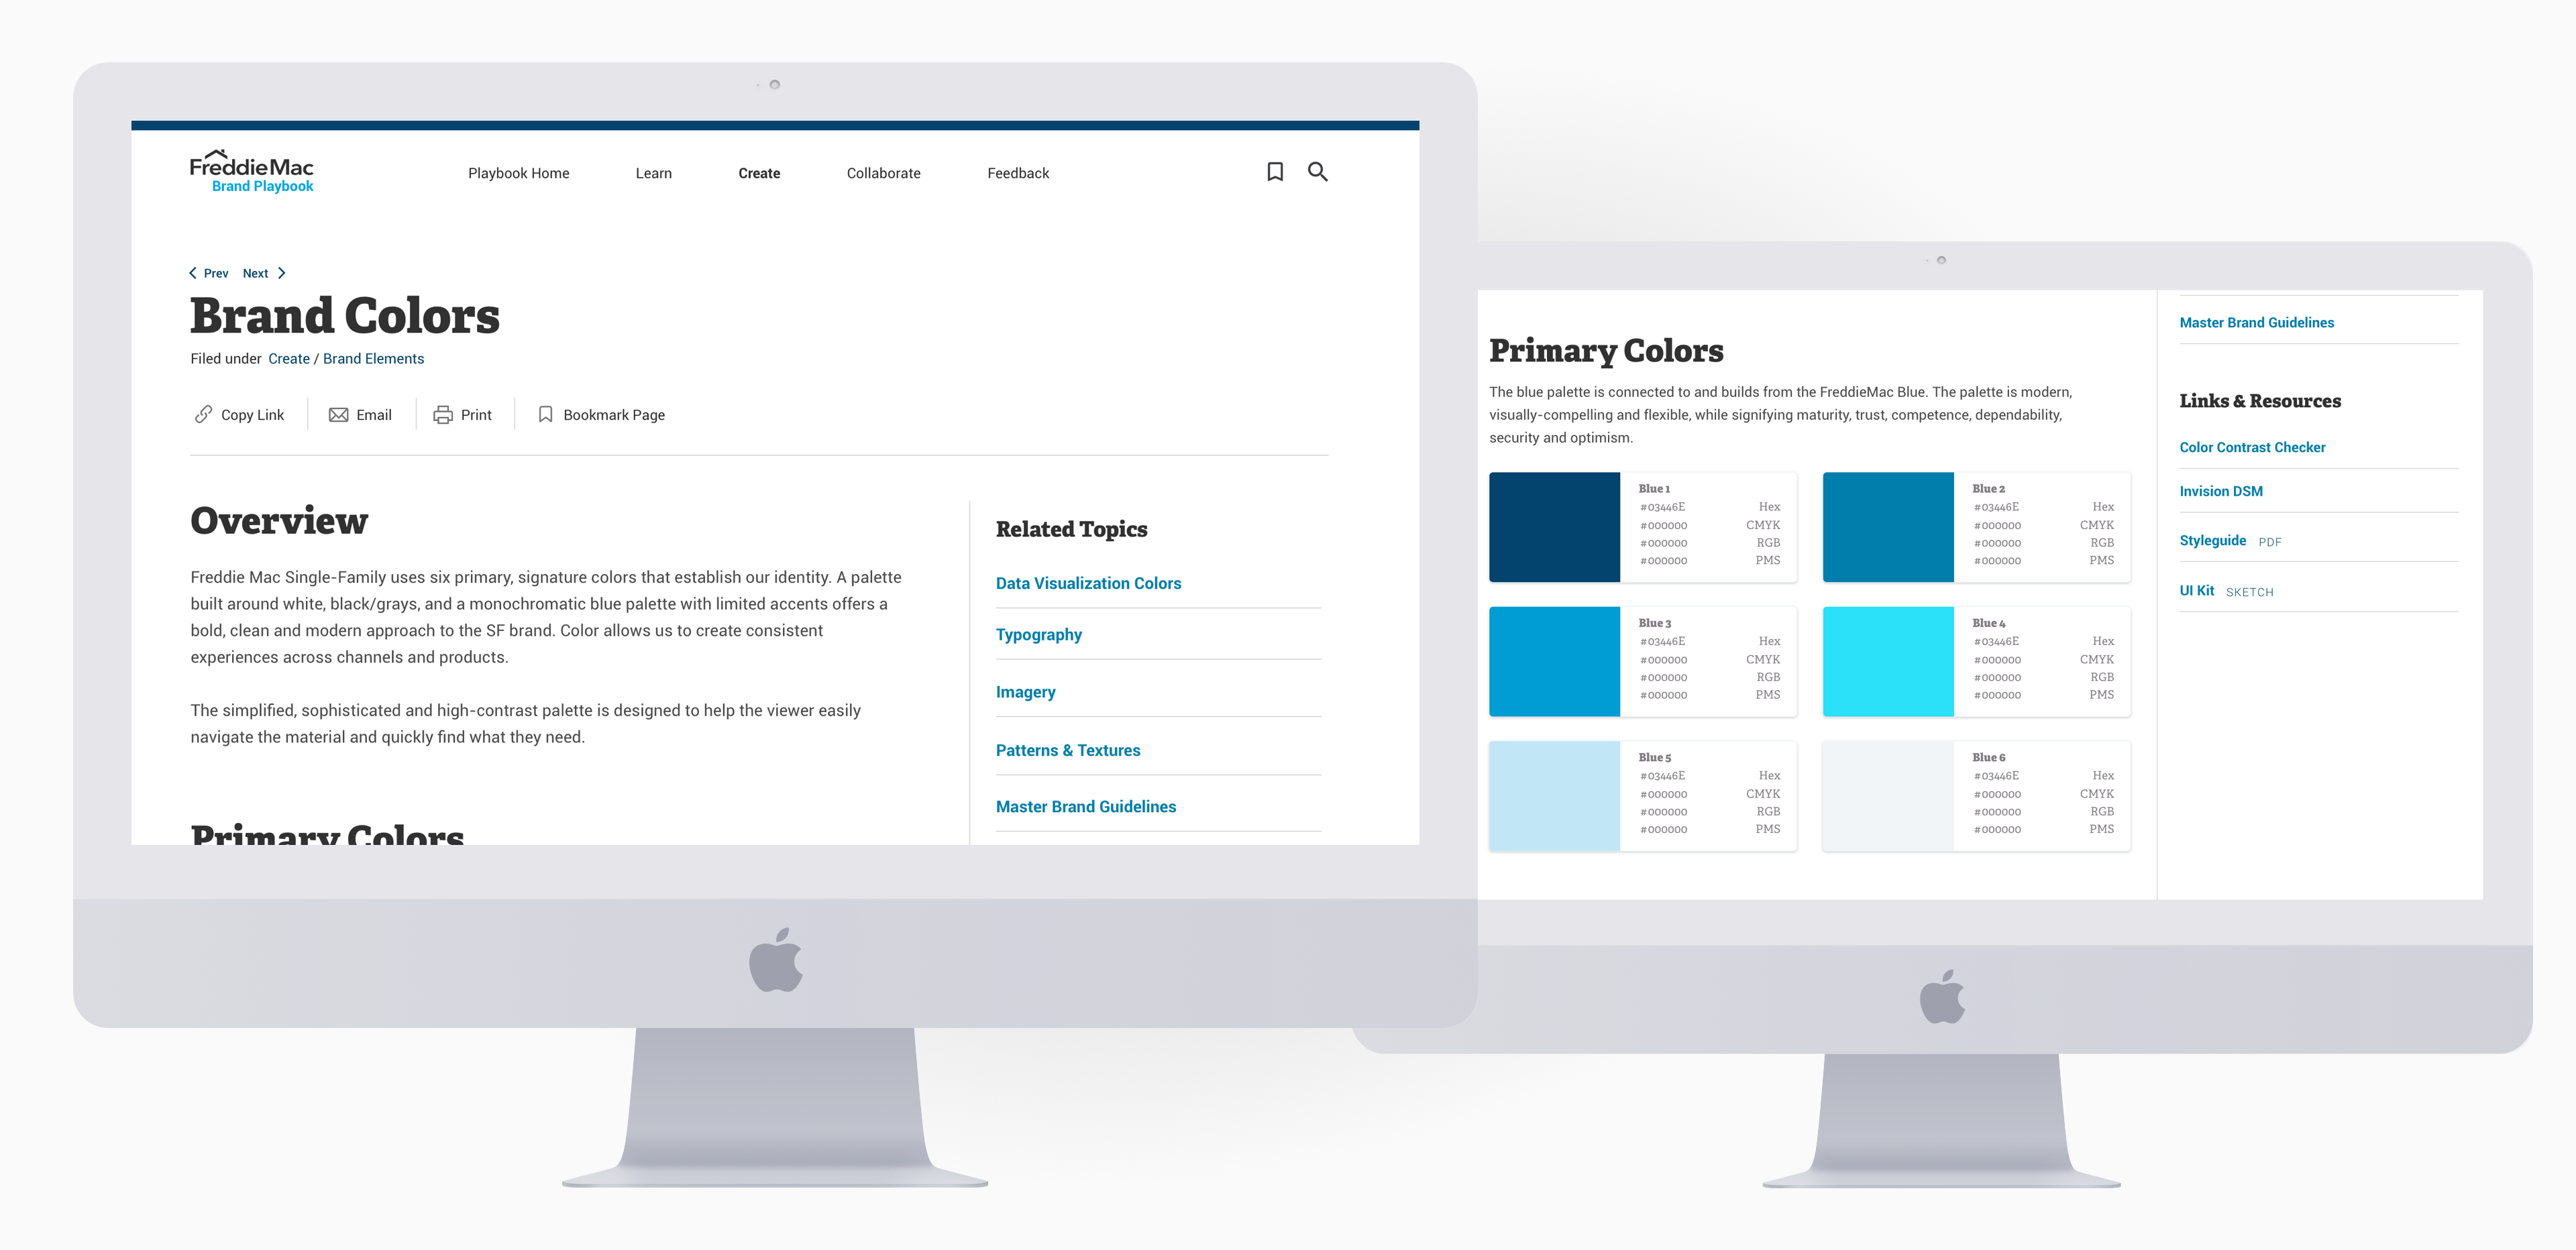 FreddieMac
Brand Playbook
Playbook Home
Learn
Create
Collaborate
Feedback
Prev Next
Brand Colors
Filed under Create / Brand Elements
Copy Link
Email
Print
Bookmark Page
Overview
Freddie Mac Single-Family uses six primary, signature colors that establish our identity. A palette
built around white, black/grays, and a monochromatic blue palette with limited accents offers a
bold, clean and modern approach to the SF brand. Color allows us to create consistent
experiences across channels and products.
The simplified, sophisticated and high-contrast palette is designed to help the viewer easily
navigate the material and quickly find what they need.
Primary Colors
Related Topics
Data Visualization Colors
Typography
Imagery
Patterns & Textures
Master Brand Guidelines
Primary Colors
The blue palette is connected to and builds from the FreddieMac Blue. The palette is modern,
visually-compelling and flexible, while signifying maturity, trust, competence, dependability,
security and optimism.
Blue 1
#03446E Hex
#000000 CMYK
#000000 RGB
#000000 PMS
Blue 2
#03446E Hex
#000000 CMYK
#000000 RGB
#000000 PMS
Blue 3
#03446E Hex
#000000 CMYK
#000000 RGB
#000000 PMS
Blue 4
#03446E Hex
#000000 CMYK
#000000 RGB
#000000 PMS
Blue 5
#03446E Hex
#000000 CMYK
#000000 RGB
#000000 PMS
Blue 6
#03446E Hex
#000000 CMYK
#000000 RGB
#000000 PMS
Master Brand Guidelines
Links & Resources
Color Contrast Checker
Invision DSM
Styleguide PDF
UI Kit SKETCH